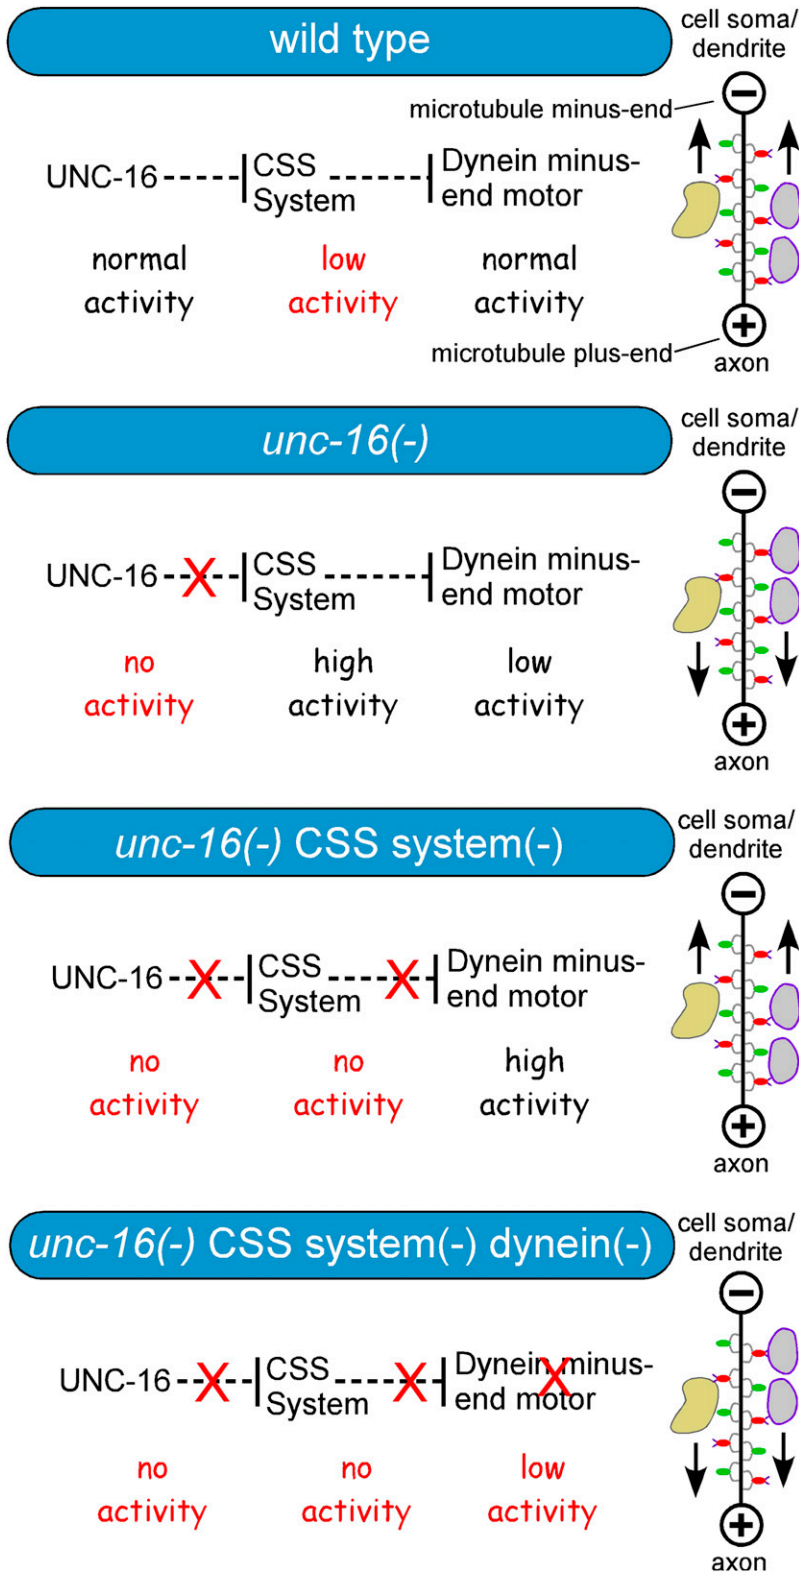 wild type
cell soma/
dendrite
microtubule minus-end
−
UNC-16
CSS
System
Dynein minus-
end motor
normal
activity
low
activity
normal
activity
+
microtubule plus-end
axon
unc-16(-)
cell soma/
dendrite
−
UNC-16
X
CSS
System
Dynein minus-
end motor
no
activity
high
activity
low
activity
+
axon
unc-16(-) CSS system(-)
cell soma/
dendrite
−
UNC-16
X
CSS
System
X
Dynein minus-
end motor
no
activity
no
activity
high
activity
+
axon
unc-16(-) CSS system(-) dynein(-)
cell soma/
dendrite
−
UNC-16
X
CSS
System
X
Dynein minus-
end motor
X
no
activity
no
activity
low
activity
+
axon